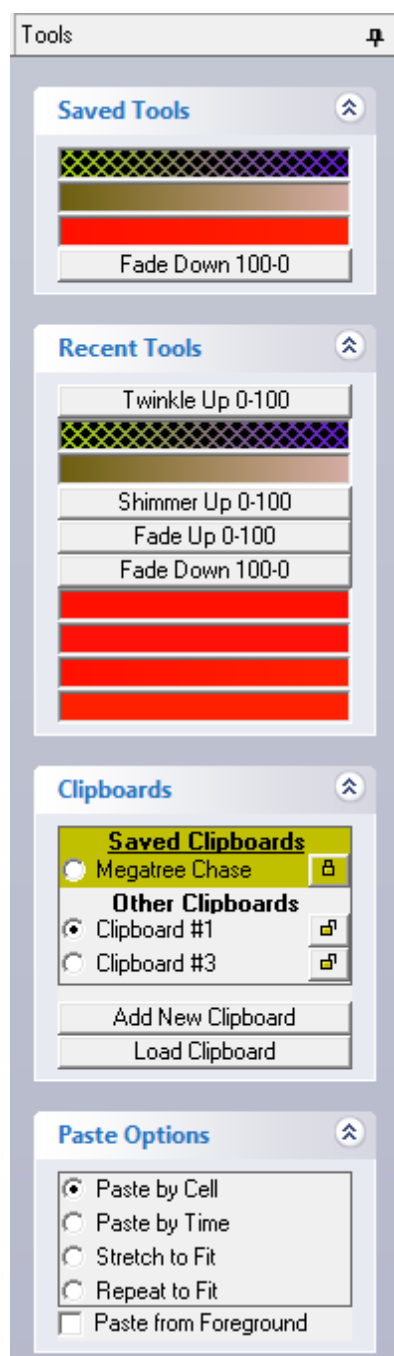 Tools
Saved Tools
Fade Down 100-0
Recent Tools
Twinkle Up 0-100
Shimmer Up 0-100
Fade Up 0-100
Fade Down 100-0
Clipboards
Saved Clipboards
Megatree Chase
Other Clipboards
Clipboard #1
Clipboard #3
Add New Clipboard
Load Clipboard
Paste Options
Paste by Cell
Paste by Time
Stretch to Fit
Repeat to Fit
Paste from Foreground